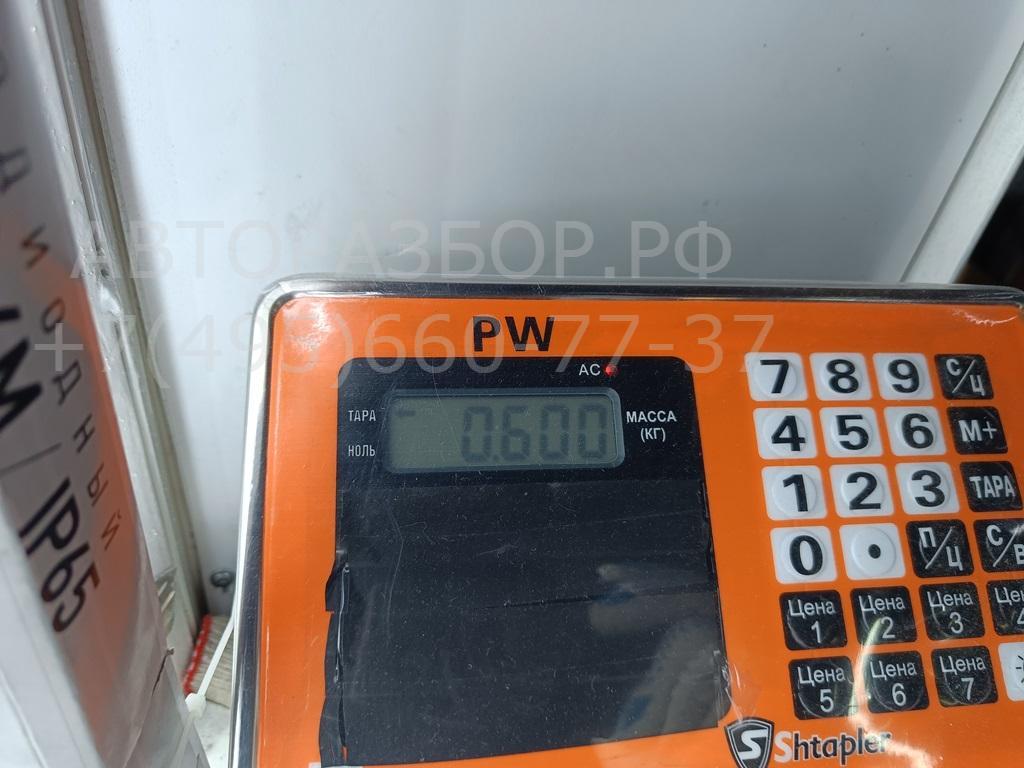 АВТОРАЗБОР.РФ
+7(495)660-77-37
диодный
/M/IP65
PW
AC
ТАРА
НОЛЬ
0.600
МАССА
(КГ)
7 8 9 С/Ц
4 5 6 М+
1 2 3 ТАРА
0 . П/Ц С/В
Цена 1 Цена 2 Цена 3
Цена 5 Цена 6 Цена 7
S Shtapler